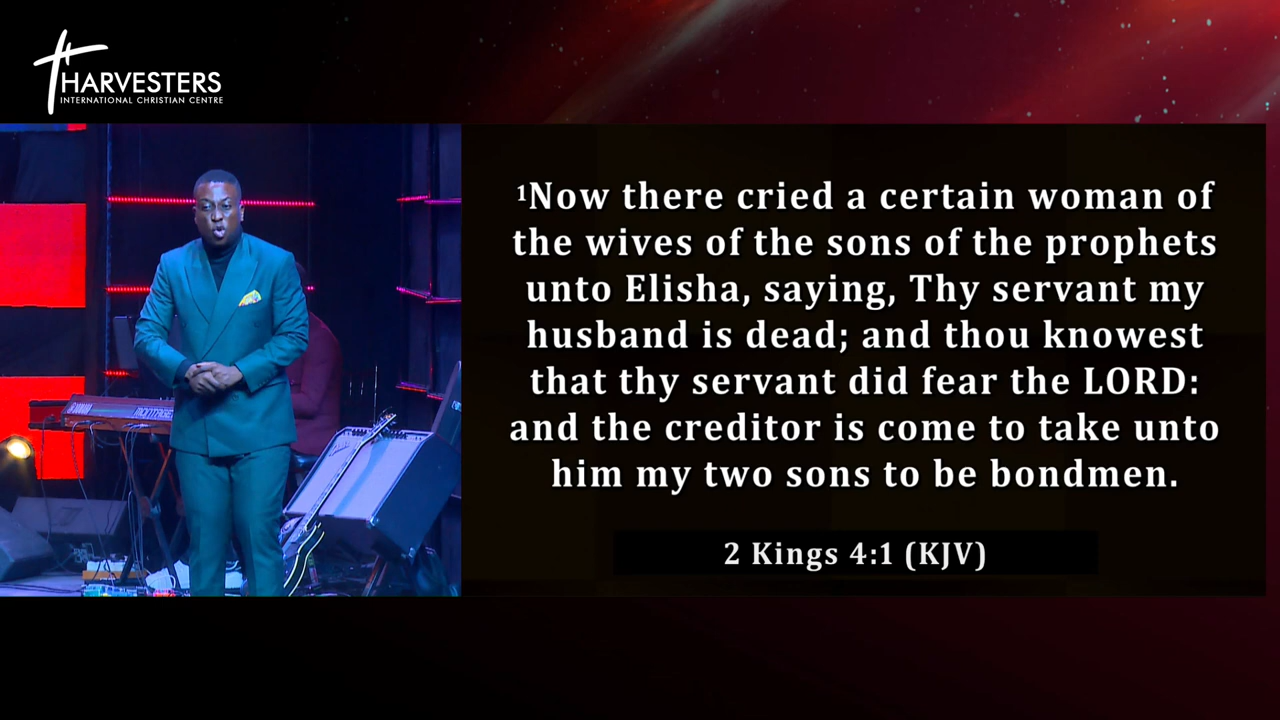 HARVESTERS
INTERNATIONAL CHRISTIAN CENTRE
¹Now there cried a certain woman of
the wives of the sons of the prophets
unto Elisha, saying, Thy servant my
husband is dead; and thou knowest
that thy servant did fear the LORD:
and the creditor is come to take unto
him my two sons to be bondmen.
2 Kings 4:1 (KJV)